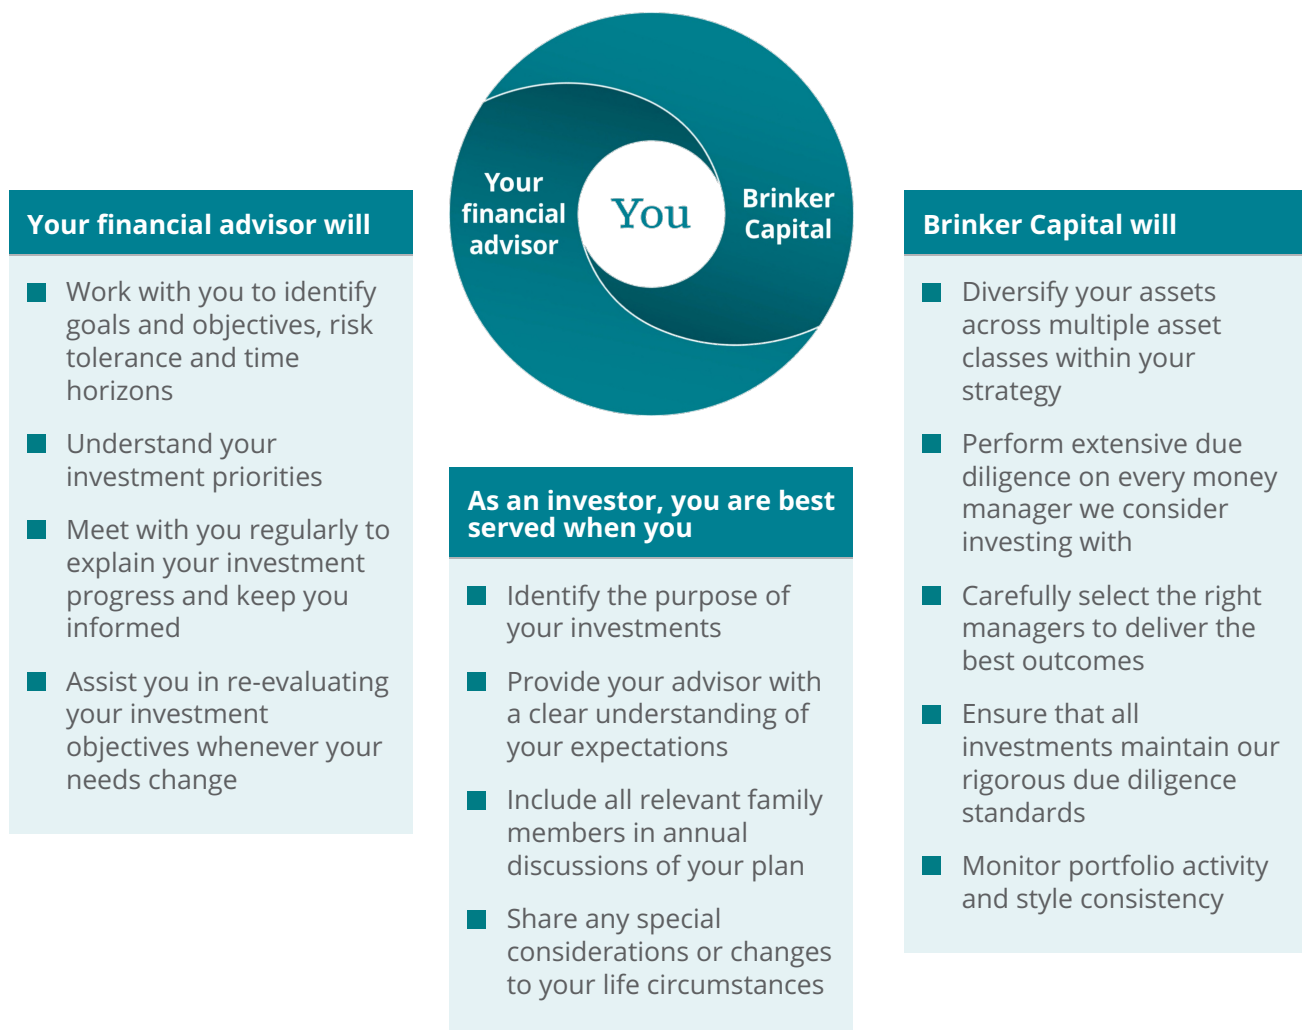 Your
financial
advisor
You
Brinker
Capital
Your financial advisor will
Work with you to identify
goals and objectives, risk
tolerance and time
horizons
Understand your
investment priorities
Meet with you regularly to
explain your investment
progress and keep you
informed
Assist you in re-evaluating
your investment
objectives whenever your
needs change
As an investor, you are best
served when you
Identify the purpose of
your investments
Provide your advisor with
a clear understanding of
your expectations
Include all relevant family
members in annual
discussions of your plan
Share any special
considerations or changes
to your life circumstances
Brinker Capital will
Diversify your assets
across multiple asset
classes within your
strategy
Perform extensive due
diligence on every money
manager we consider
investing with
Carefully select the right
managers to deliver the
best outcomes
Ensure that all
investments maintain our
rigorous due diligence
standards
Monitor portfolio activity
and style consistency